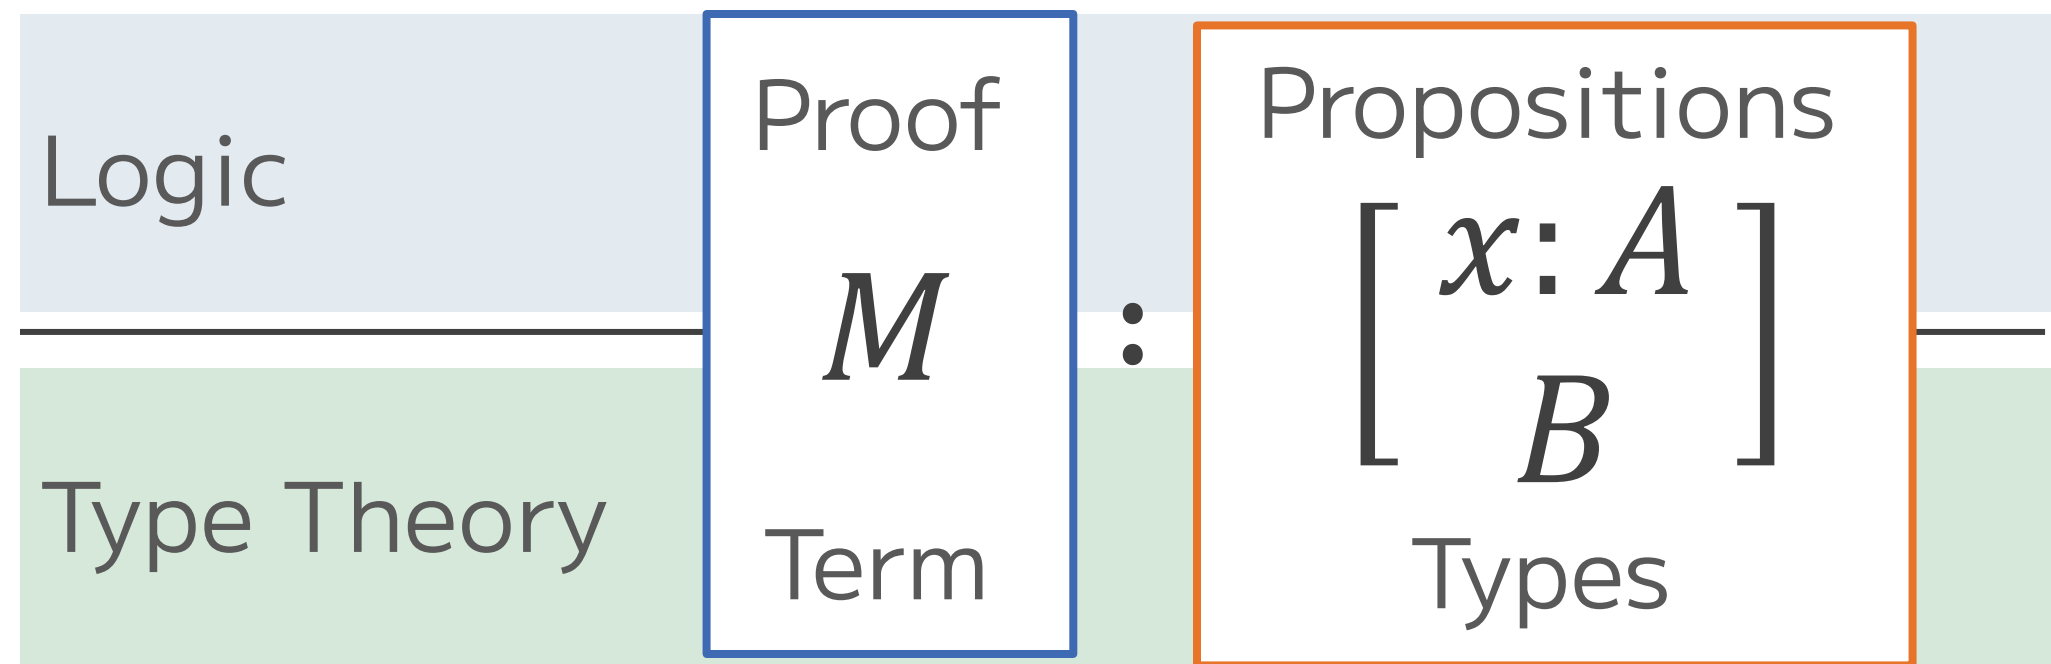 Logic
Proof
M
Term
:
Propositions
[ x : A
B ]
Types
Type Theory